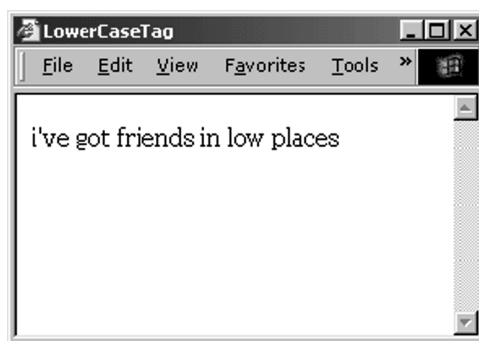 LowerCaseTag
File Edit View Favorites Tools »
i've got friends in low places